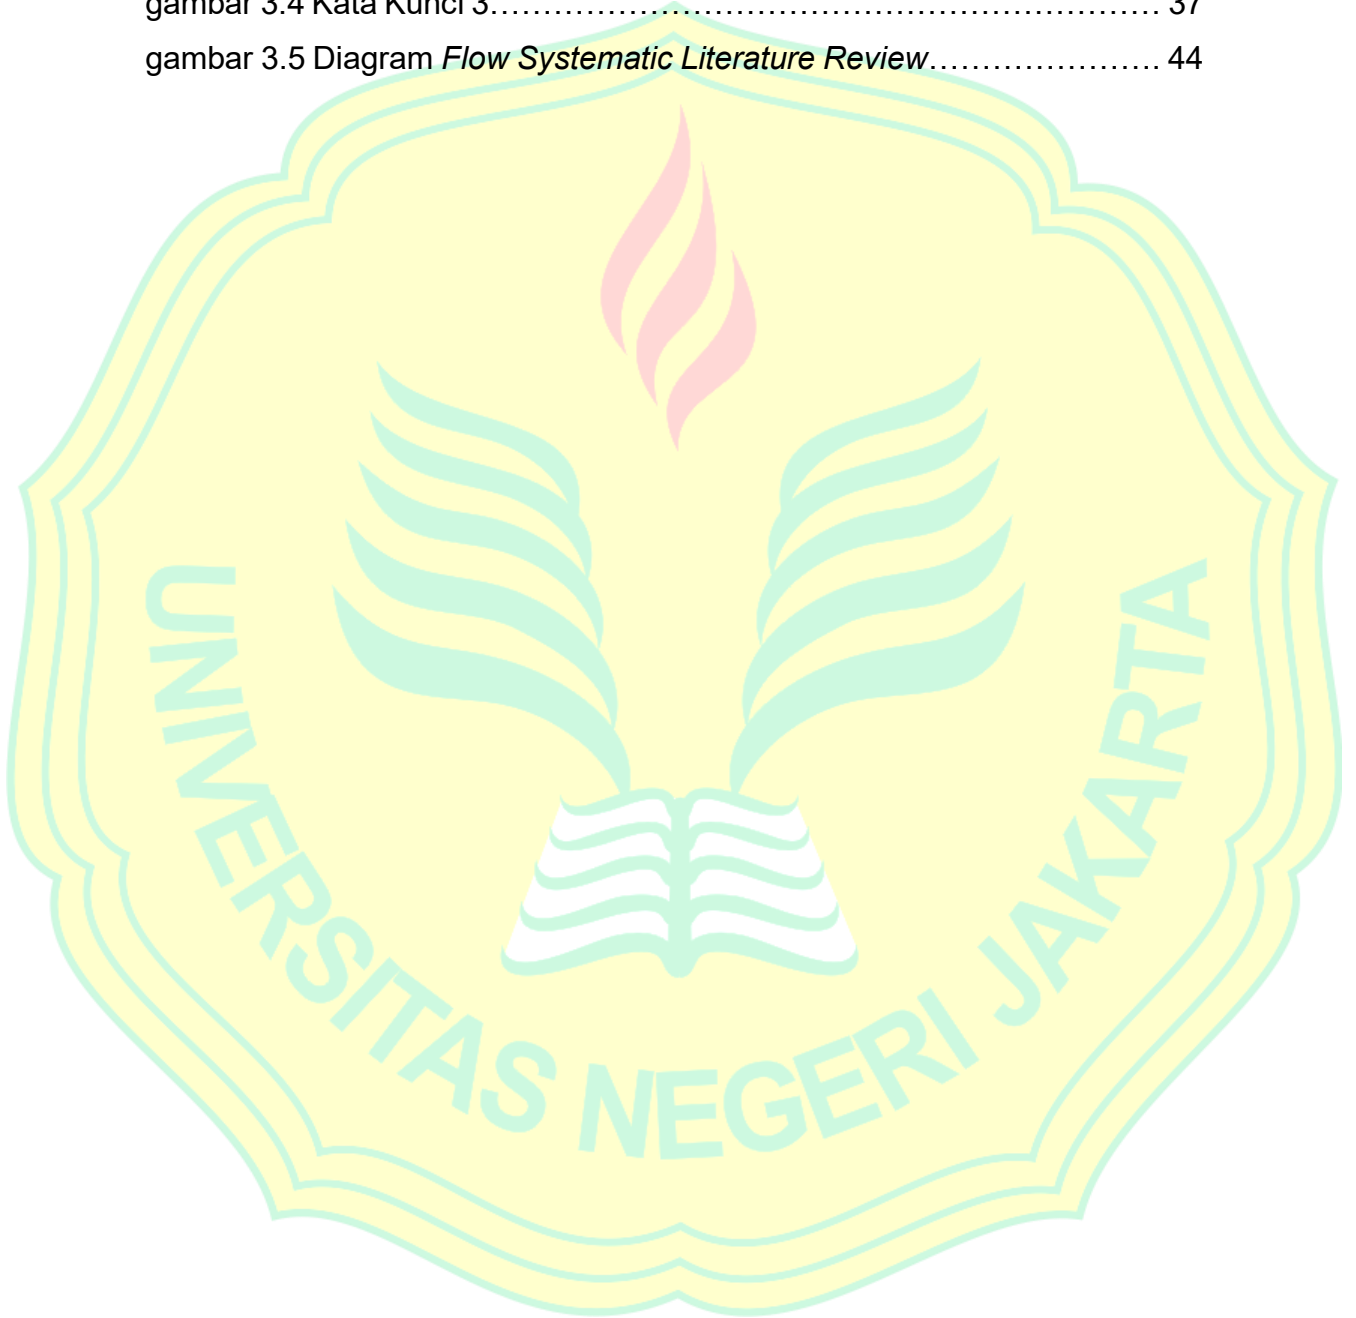 gambar 3.4 Kata Kunci 3…………………………………………………………… 37
gambar 3.5 Diagram Flow Systematic Literature Review………………….… 44
UNIVERSITAS NEGERI JAKARTA